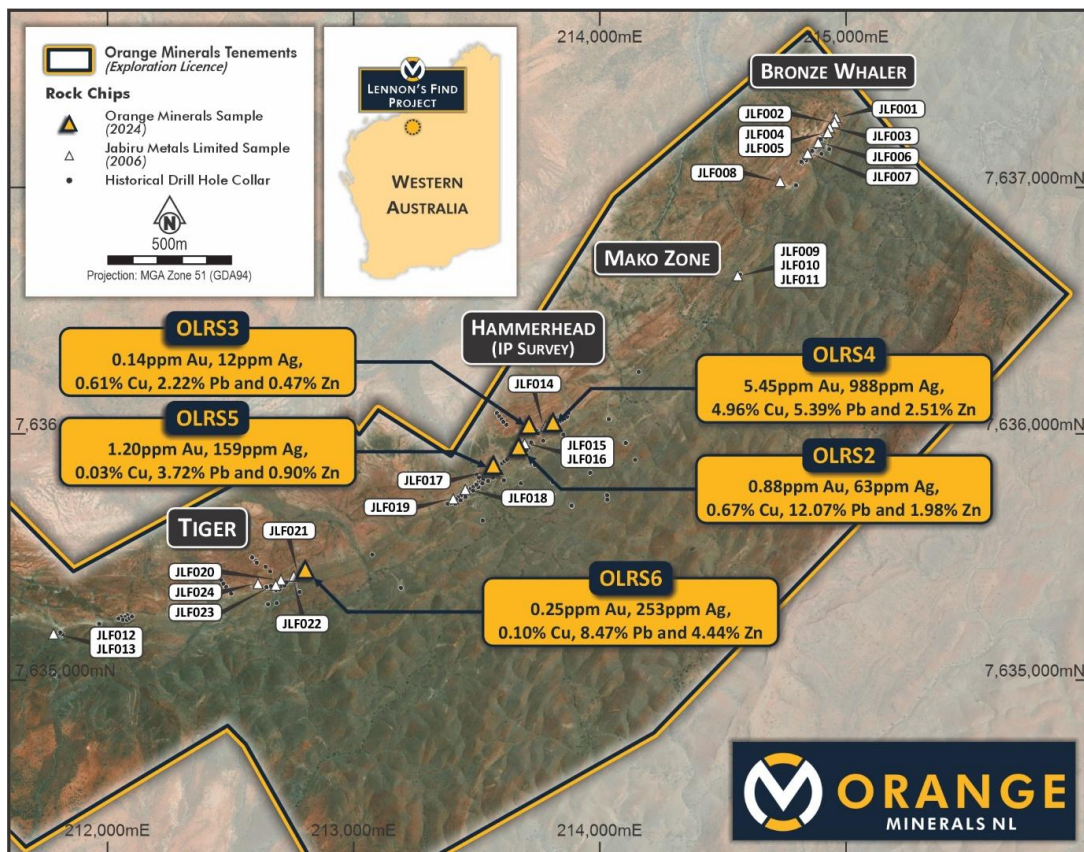 Orange Minerals Tenements
(Exploration Licence)
Rock Chips
Orange Minerals Sample
(2024)
Jabiru Metals Limited Sample
(2006)
Historical Drill Hole Collar
N
500m
Projection: MGA Zone 51 (GDA94)
LENNON'S FIND
PROJECT
WESTERN
AUSTRALIA
214,000mE
215,000mE
BRONZE WHALER
JLF002
JLF001
JLF004
JLF005
JLF003
JLF006
JLF008
JLF007
7,637,000mN
MAKO ZONE
JLF009
JLF010
JLF011
OLRS3
0.14ppm Au, 12ppm Ag,
0.61% Cu, 2.22% Pb and 0.47% Zn
HAMMERHEAD
(IP SURVEY)
JLF014
OLRS4
5.45ppm Au, 988ppm Ag,
4.96% Cu, 5.39% Pb and 2.51% Zn
7,636
7,636,000mN
OLRS5
1.20ppm Au, 159ppm Ag,
0.03% Cu, 3.72% Pb and 0.90% Zn
JLF015
JLF016
OLRS2
0.88ppm Au, 63ppm Ag,
0.67% Cu, 12.07% Pb and 1.98% Zn
JLF017
JLF018
JLF019
TIGER
JLF021
JLF020
JLF024
JLF023
JLF022
OLRS6
0.25ppm Au, 253ppm Ag,
0.10% Cu, 8.47% Pb and 4.44% Zn
JLF012
JLF013
7,635,000mN
7,635,000mN
212,000mE
213,000mE
214,000mE
ORANGE
MINERALS NL